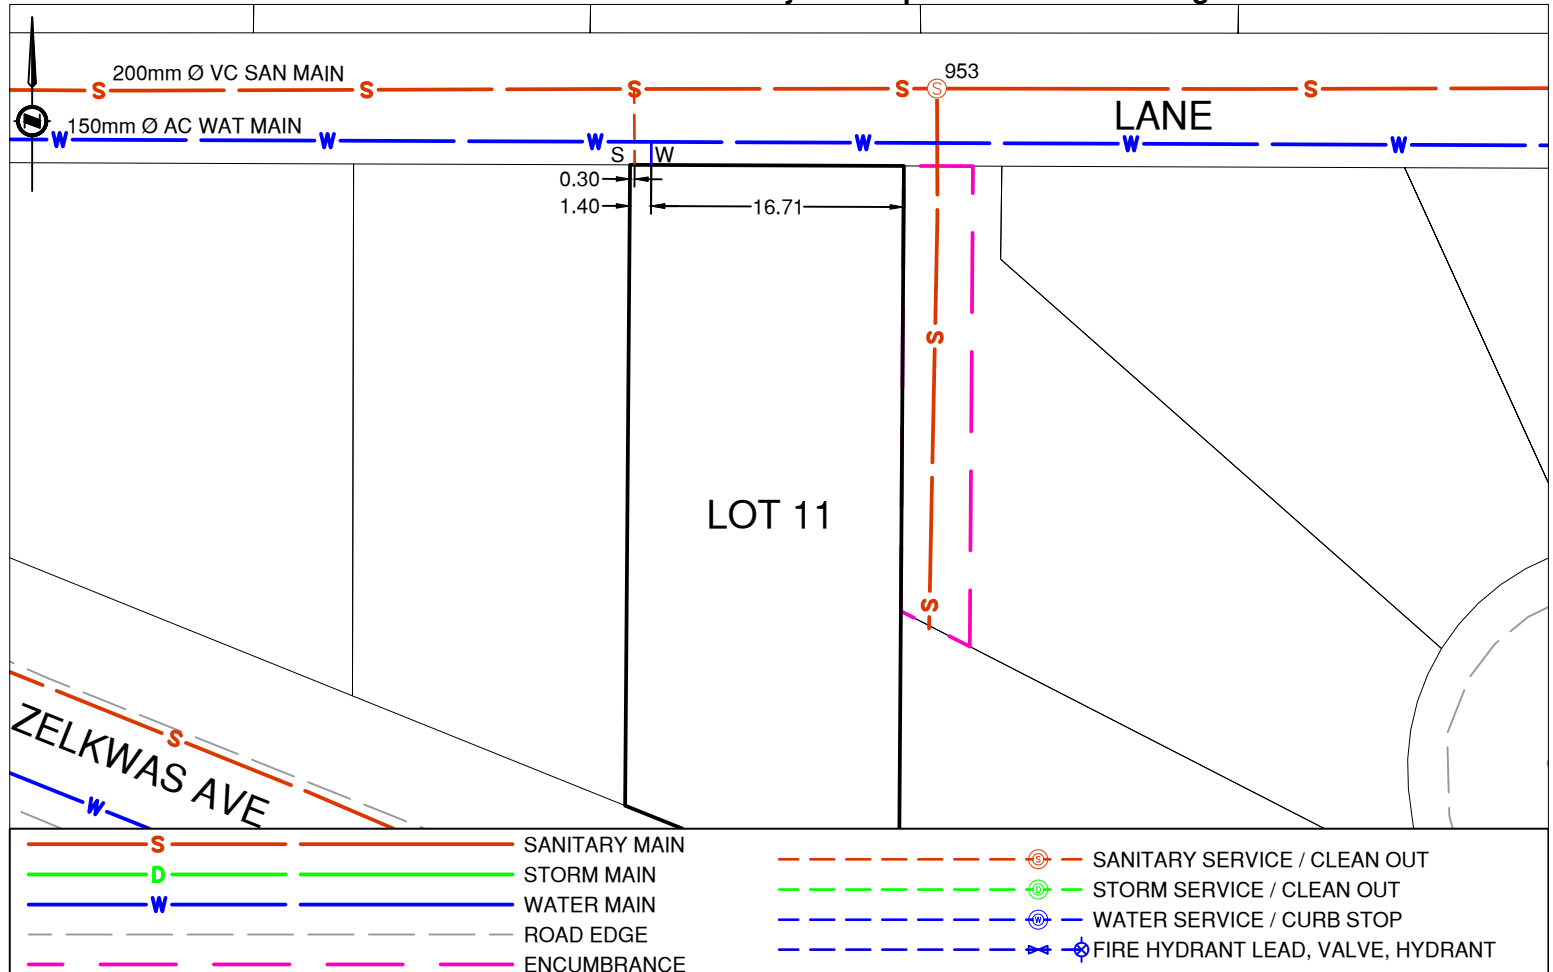 200mm Ø VC SAN MAIN
S S S S S
953
LANE
150mm Ø AC WAT MAIN
W W W W W W
S W
0.30
1.40
16.71
S
LOT 11
S
S
ZELKWAS AVE
W
S SANITARY MAIN
D STORM MAIN
W WATER MAIN
ROAD EDGE
ENCUMBRANCE
S SANITARY SERVICE / CLEAN OUT
D STORM SERVICE / CLEAN OUT
W WATER SERVICE / CURB STOP
FIRE HYDRANT LEAD, VALVE, HYDRANT